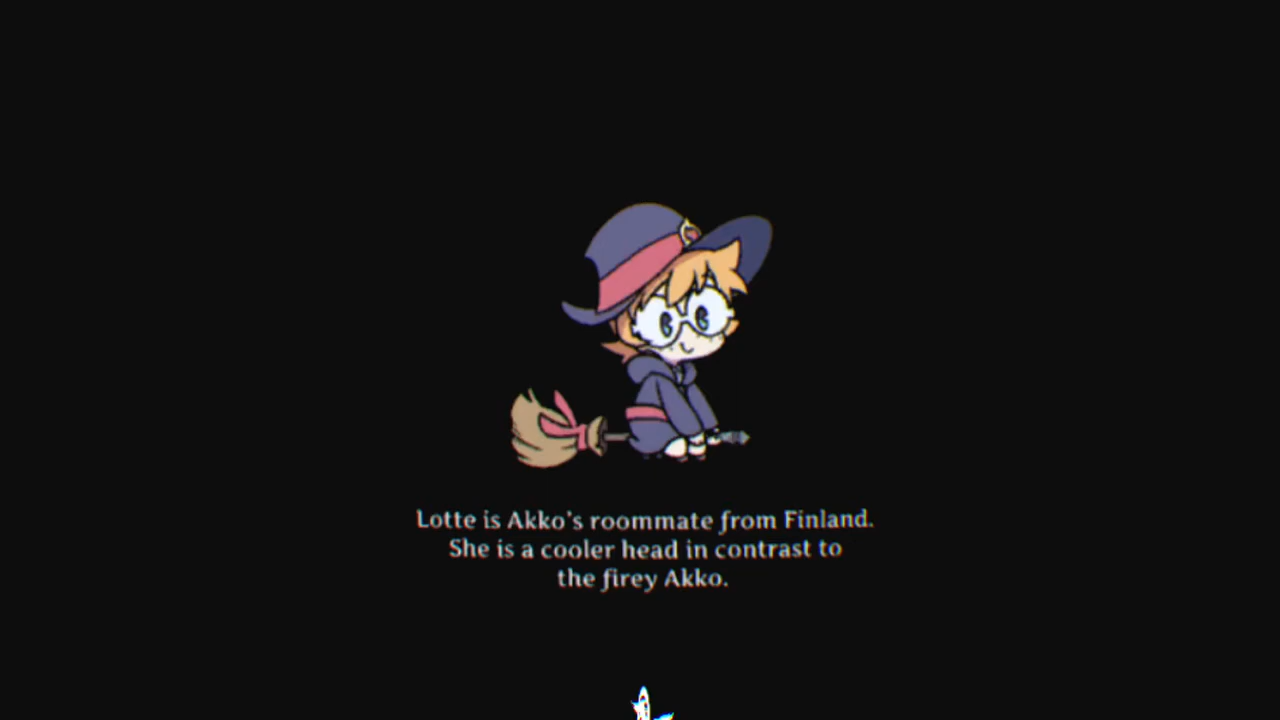 Lotte is Akko's roommate from Finland.
She is a cooler head in contrast to
the firey Akko.